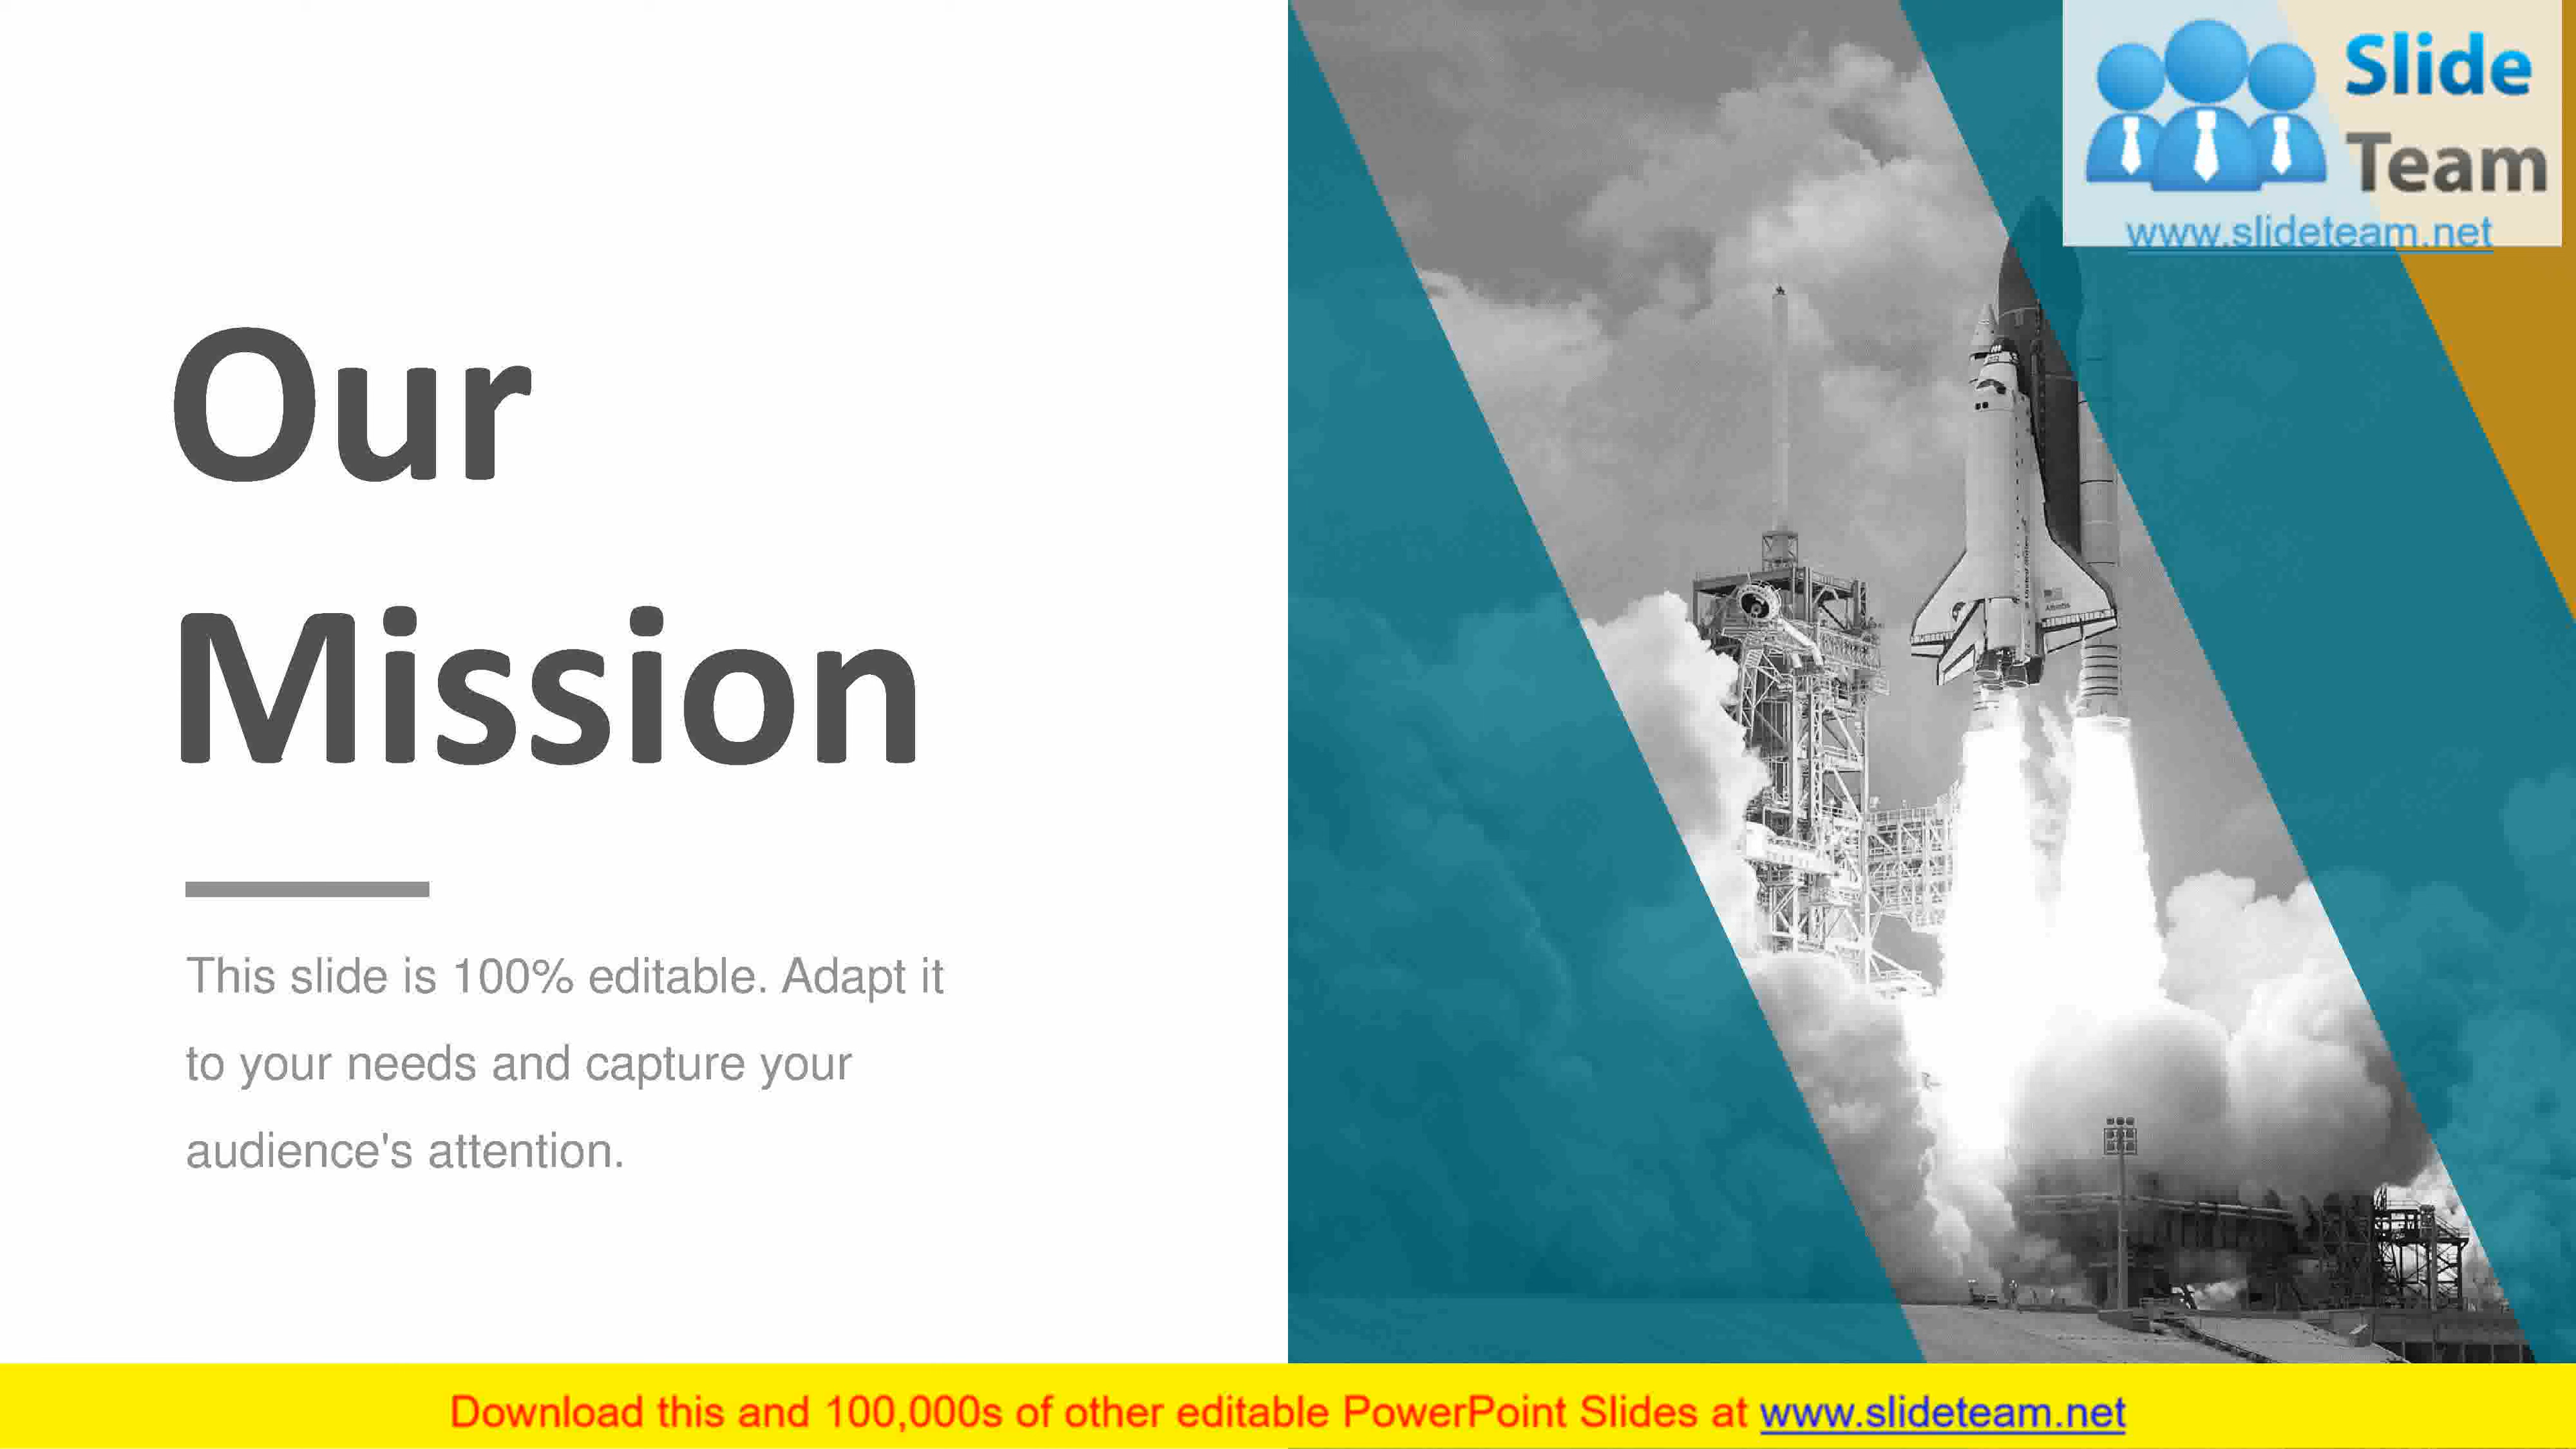 Our
Mission
This slide is 100% editable. Adapt it
to your needs and capture your
audience's attention.
Slide
Team
www.slideteam.net
Atlantis
Download this and 100,000s of other editable PowerPoint Slides at www.slideteam.net